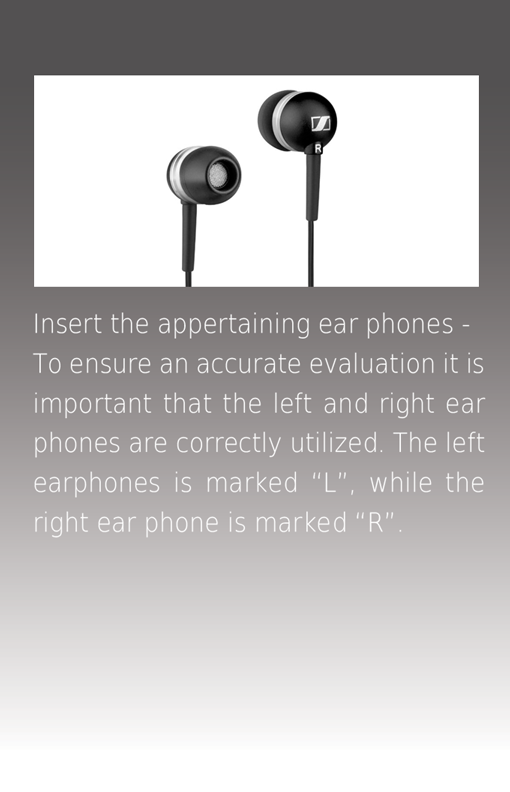 R
Insert the appertaining ear phones -
To ensure an accurate evaluation it is
important that the left and right ear
phones are correctly utilized. The left
earphones is marked “L”, while the
right ear phone is marked “R”.